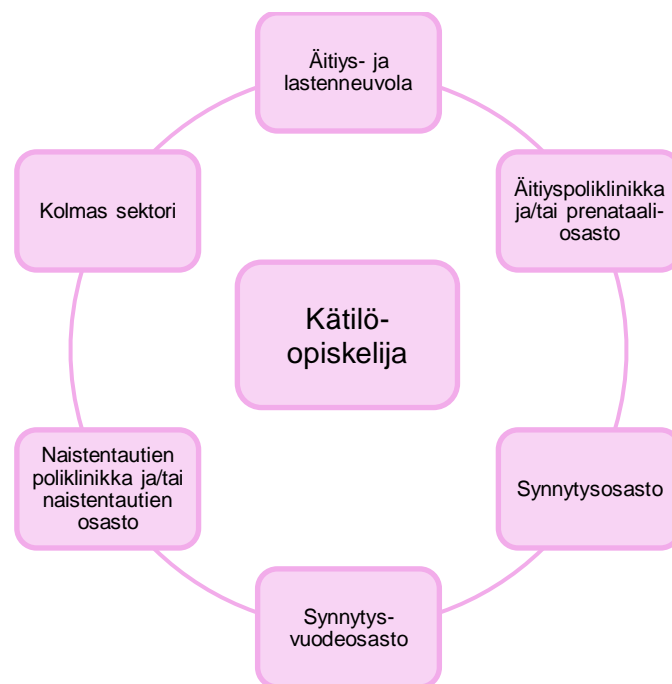 Äitiys- ja
lastenneuvola
Äitiyspoliklinikka
ja/tai prenataali-
osasto
Kolmas sektori
Kätilö-
opiskelija
Naistentautien
poliklinikka ja/tai
naistentautien
osasto
Synnytysosasto
Synnytys-
vuodeosasto